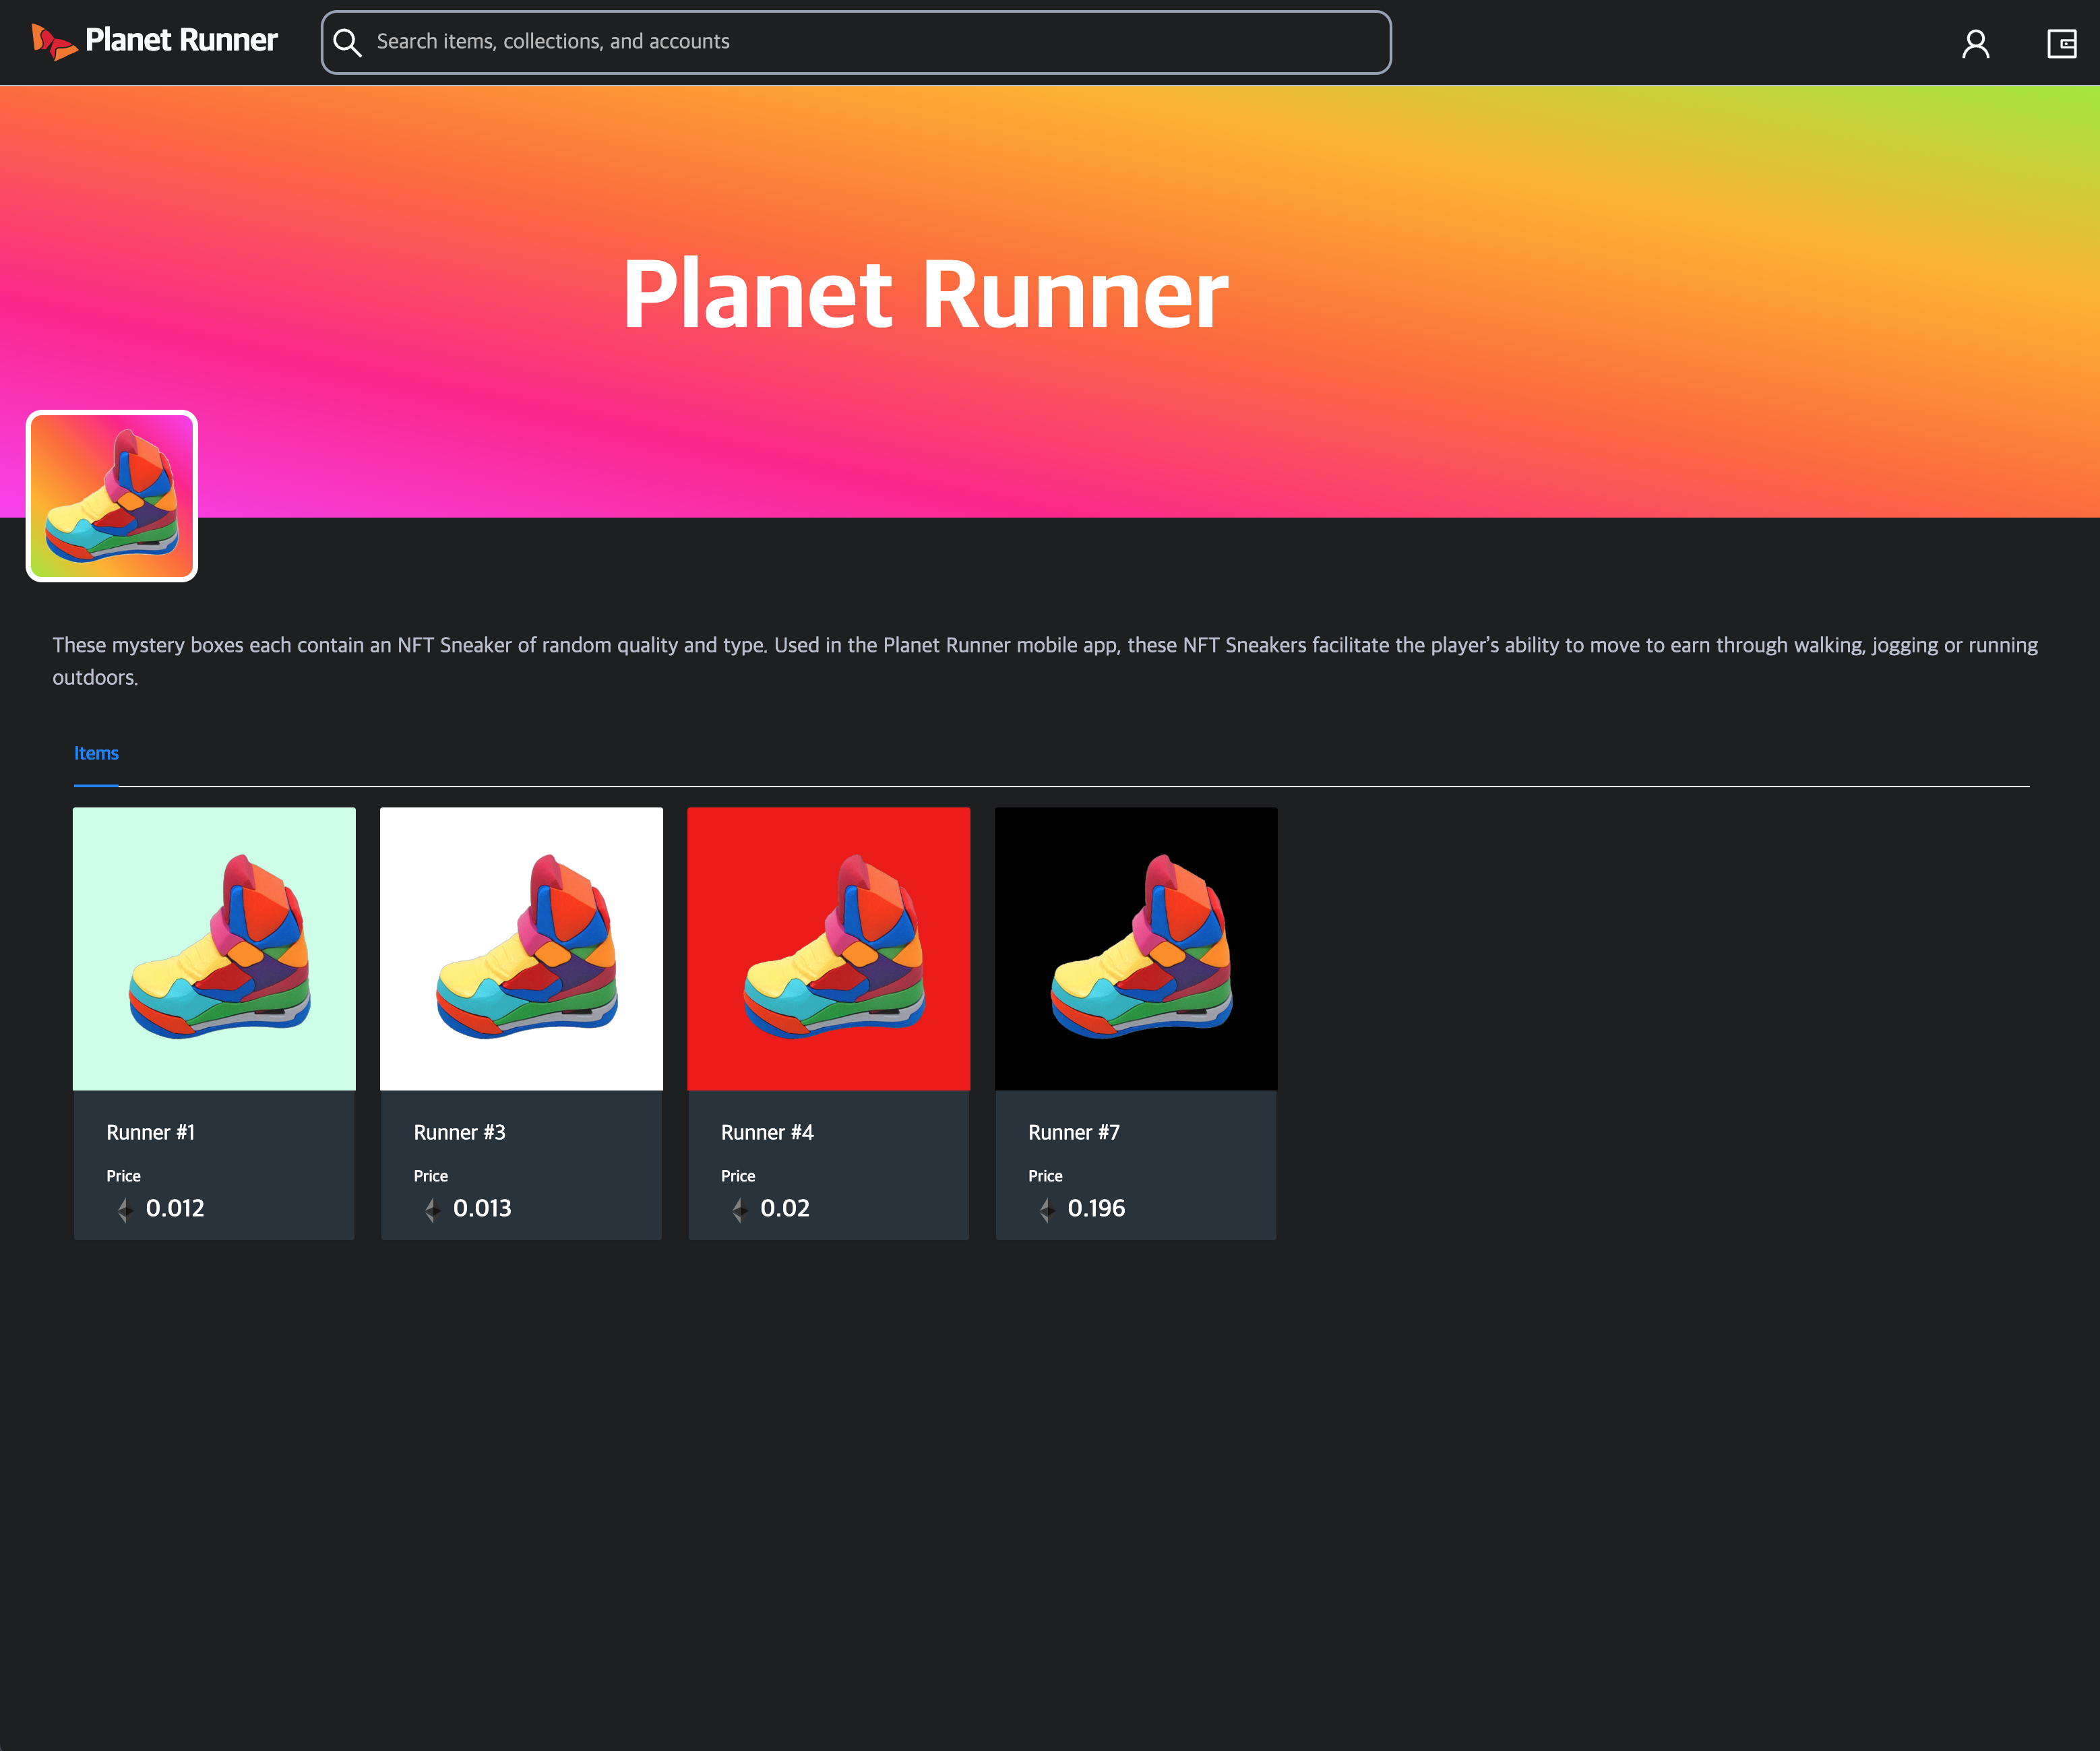 Planet Runner
Search items, collections, and accounts
Planet Runner
These mystery boxes each contain an NFT Sneaker of random quality and type. Used in the Planet Runner mobile app, these NFT Sneakers facilitate the player’s ability to move to earn through walking, jogging or running
outdoors.
Items
Runner #1
Price
0.012
Runner #3
Price
0.013
Runner #4
Price
0.02
Runner #7
Price
0.196